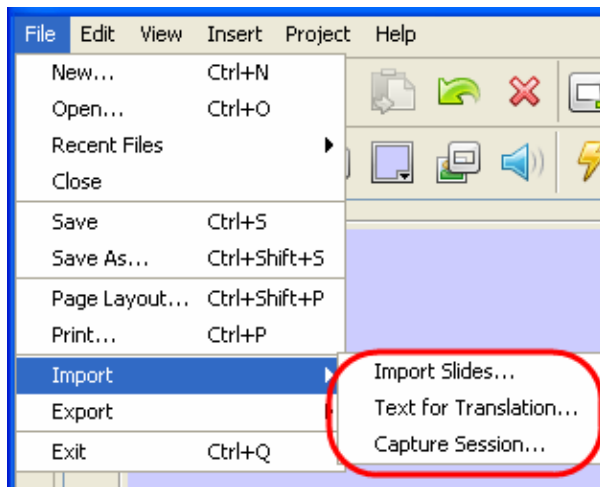 File Edit View Insert Project Help
New... Ctrl+N
Open... Ctrl+O
Recent Files
Close
Save Ctrl+S
Save As... Ctrl+Shift+S
Page Layout... Ctrl+Shift+P
Print... Ctrl+P
Import
Export
Exit Ctrl+Q
Import Slides...
Text for Translation...
Capture Session...